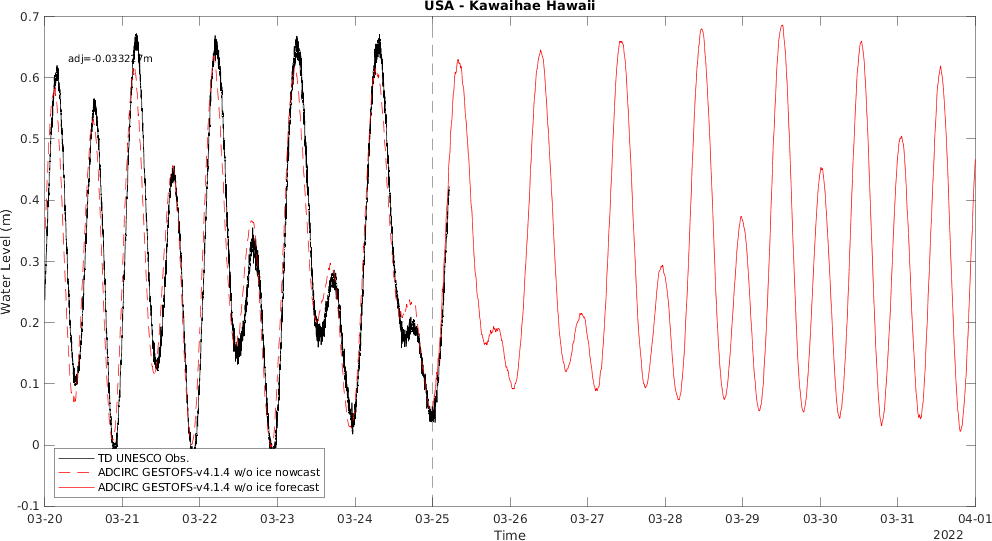 USA - Kawaihae Hawaii
0.7
0.6
0.5
0.4
0.3
0.2
0.1
0
-0.1
Water Level (m)
TD UNESCO Obs.
ADCIRC GESTOFS-v4.1.4 w/o ice nowcast
ADCIRC GESTOFS-v4.1.4 w/o ice forecast
03-20 03-21 03-22 03-23 03-24 03-25 03-26 03-27 03-28 03-29 03-30 03-31 04-01
Time
2022